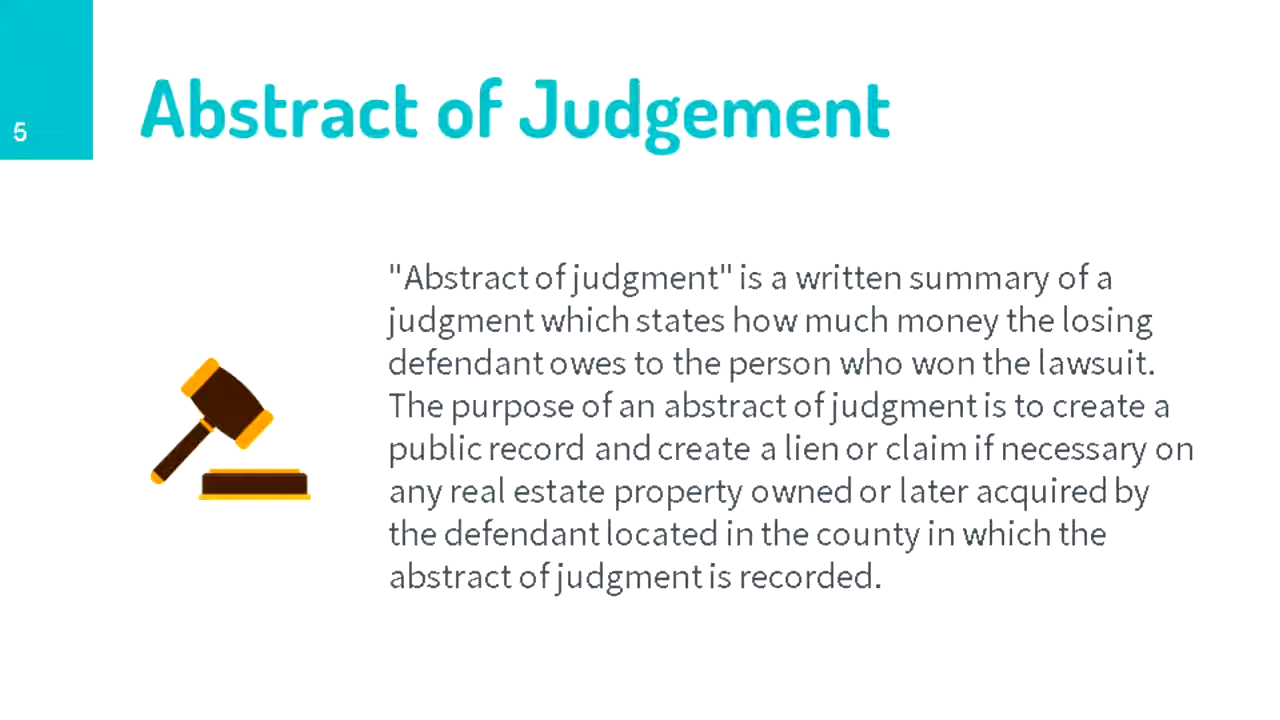 5
Abstract of Judgement
"Abstract of judgment" is a written summary of a
judgment which states how much money the losing
defendant owes to the person who won the lawsuit.
The purpose of an abstract of judgment is to create a
public record and create a lien or claim if necessary on
any real estate property owned or later acquired by
the defendant located in the county in which the
abstract of judgment is recorded.